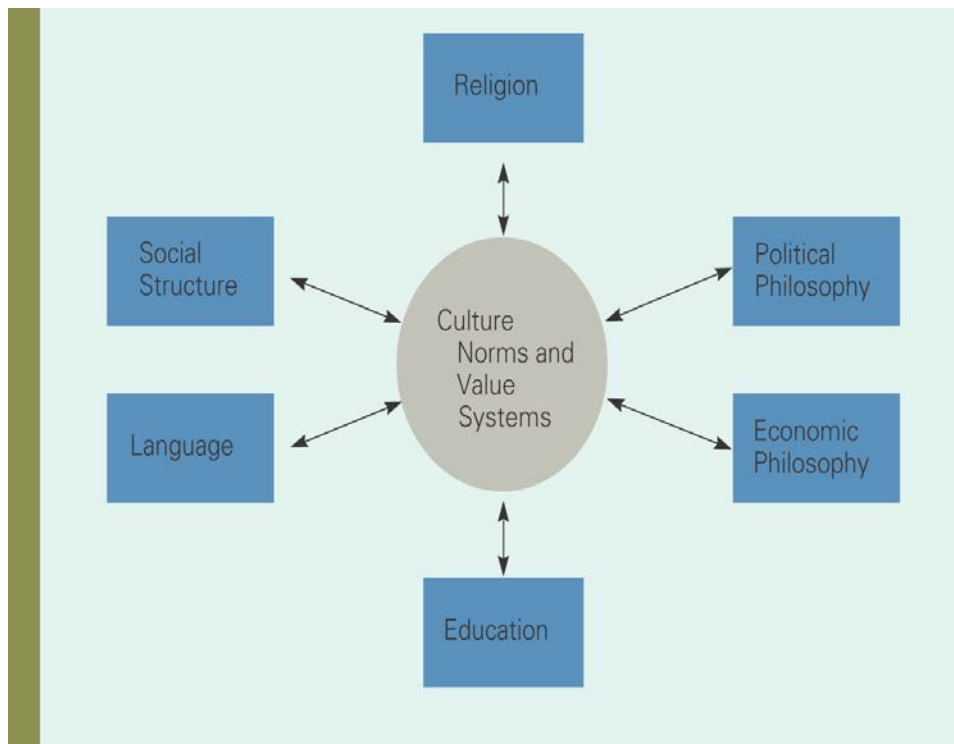 Religion
Social
Structure
Political
Philosophy
Culture
Norms and
Value
Systems
Language
Economic
Philosophy
Education